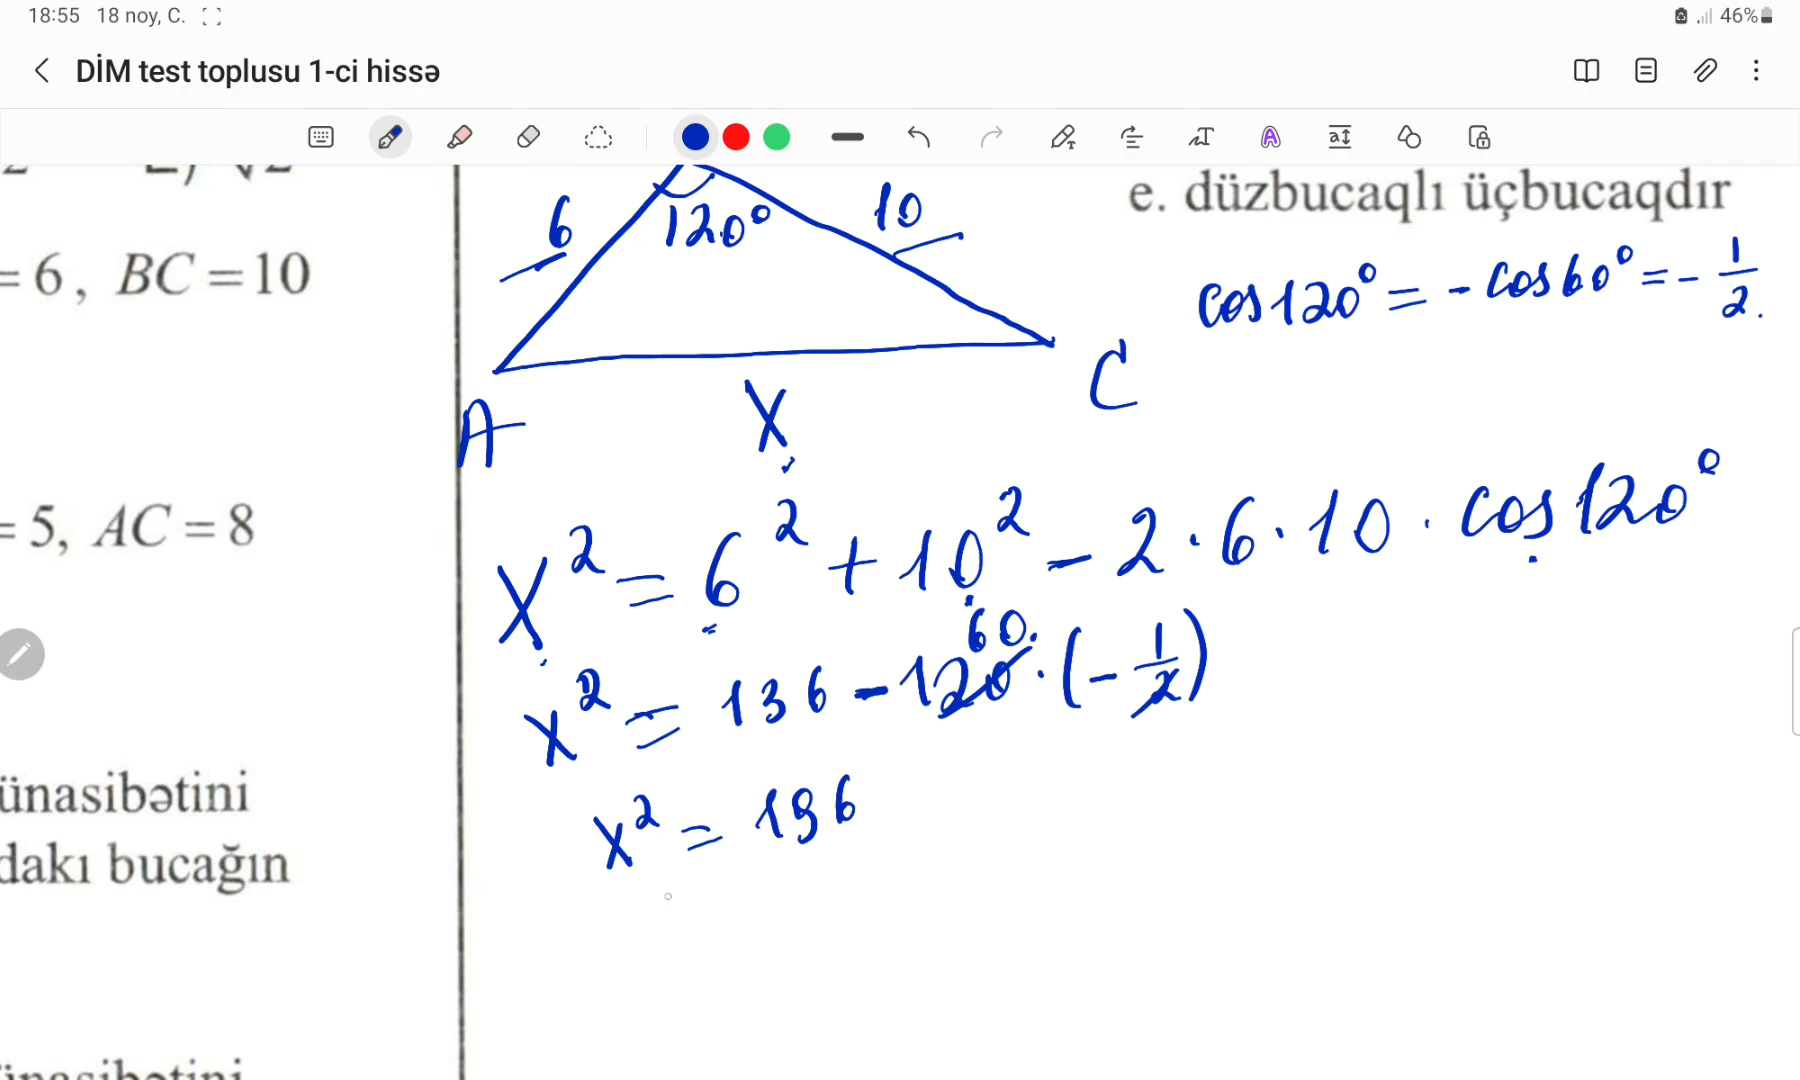 18:55 18 noy, C. 46%
DİM test toplusu 1-ci hissə
6 120° 10
e. düzbucaqlı üçbucaqdır
= 6, BC = 10
cos120° = - cos60° = - 1/2.
A X C
= 5, AC = 8
X² = 6² + 10² - 2 · 6 · 10 · cos120°
60.
x² = 136 - 120 · (- 1/2)
x² = 196
ünasibətini
dakı bucağın